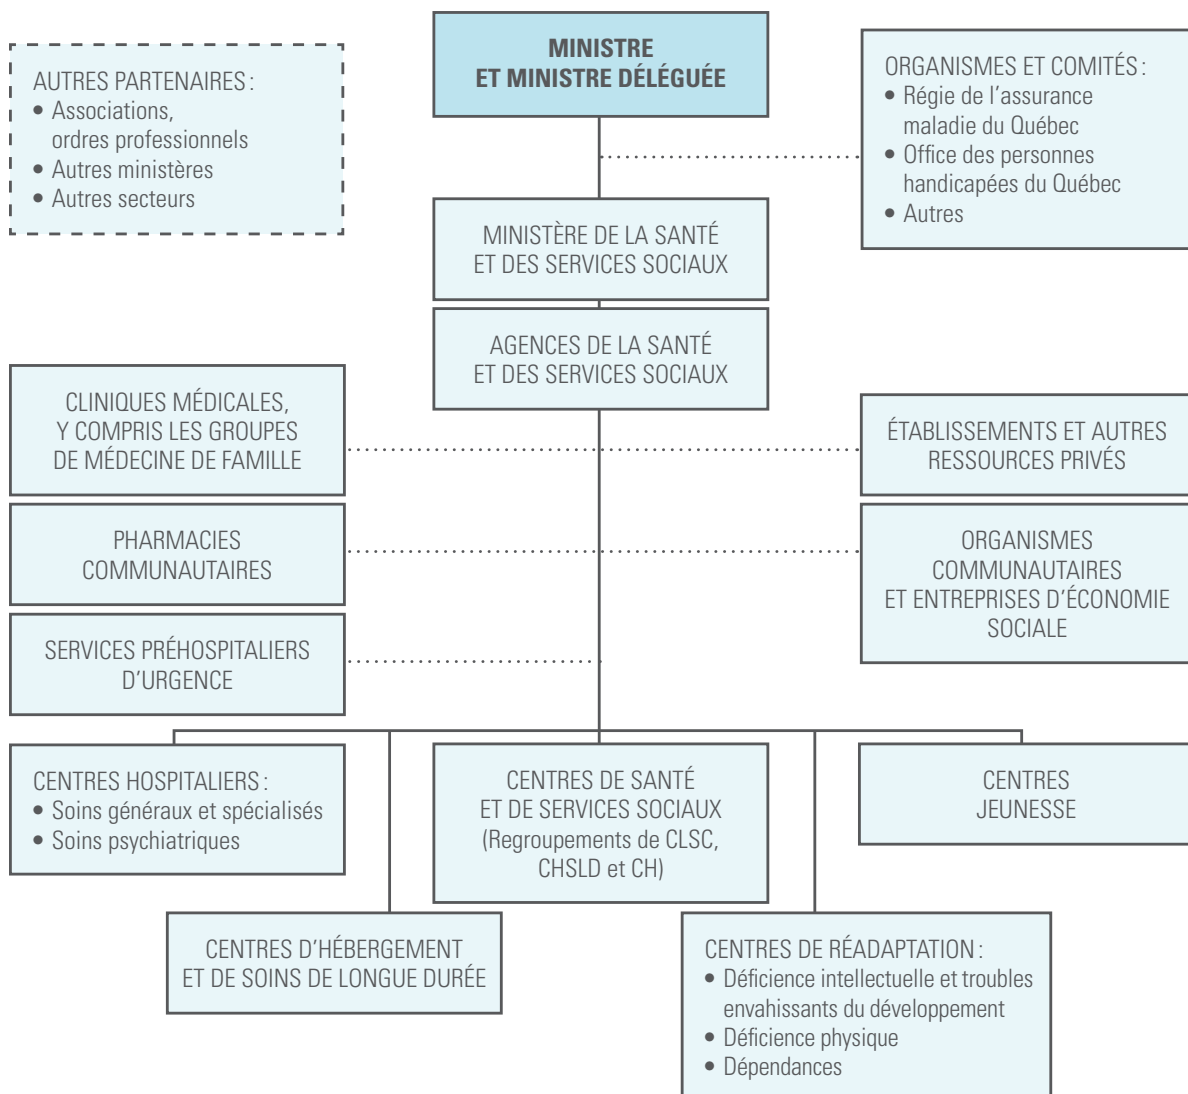 MINISTRE
ET MINISTRE DÉLÉGUÉE
AUTRES PARTENAIRES :
• Associations,
ordres professionnels
• Autres ministères
• Autres secteurs
ORGANISMES ET COMITÉS :
• Régie de l’assurance
maladie du Québec
• Office des personnes
handicapées du Québec
• Autres
MINISTÈRE DE LA SANTÉ
ET DES SERVICES SOCIAUX
AGENCES DE LA SANTÉ
ET DES SERVICES SOCIAUX
CLINIQUES MÉDICALES,
Y COMPRIS LES GROUPES
DE MÉDECINE DE FAMILLE
ÉTABLISSEMENTS ET AUTRES
RESSOURCES PRIVÉS
PHARMACIES
COMMUNAUTAIRES
ORGANISMES
COMMUNAUTAIRES
ET ENTREPRISES D’ÉCONOMIE
SOCIALE
SERVICES PRÉHOSPITALIERS
D’URGENCE
CENTRES HOSPITALIERS :
• Soins généraux et spécialisés
• Soins psychiatriques
CENTRES DE SANTÉ
ET DE SERVICES SOCIAUX
(Regroupements de CLSC,
CHSLD et CH)
CENTRES
JEUNESSE
CENTRES D’HÉBERGEMENT
ET DE SOINS DE LONGUE DURÉE
CENTRES DE RÉADAPTATION :
• Déficience intellectuelle et troubles
envahissants du développement
• Déficience physique
• Dépendances